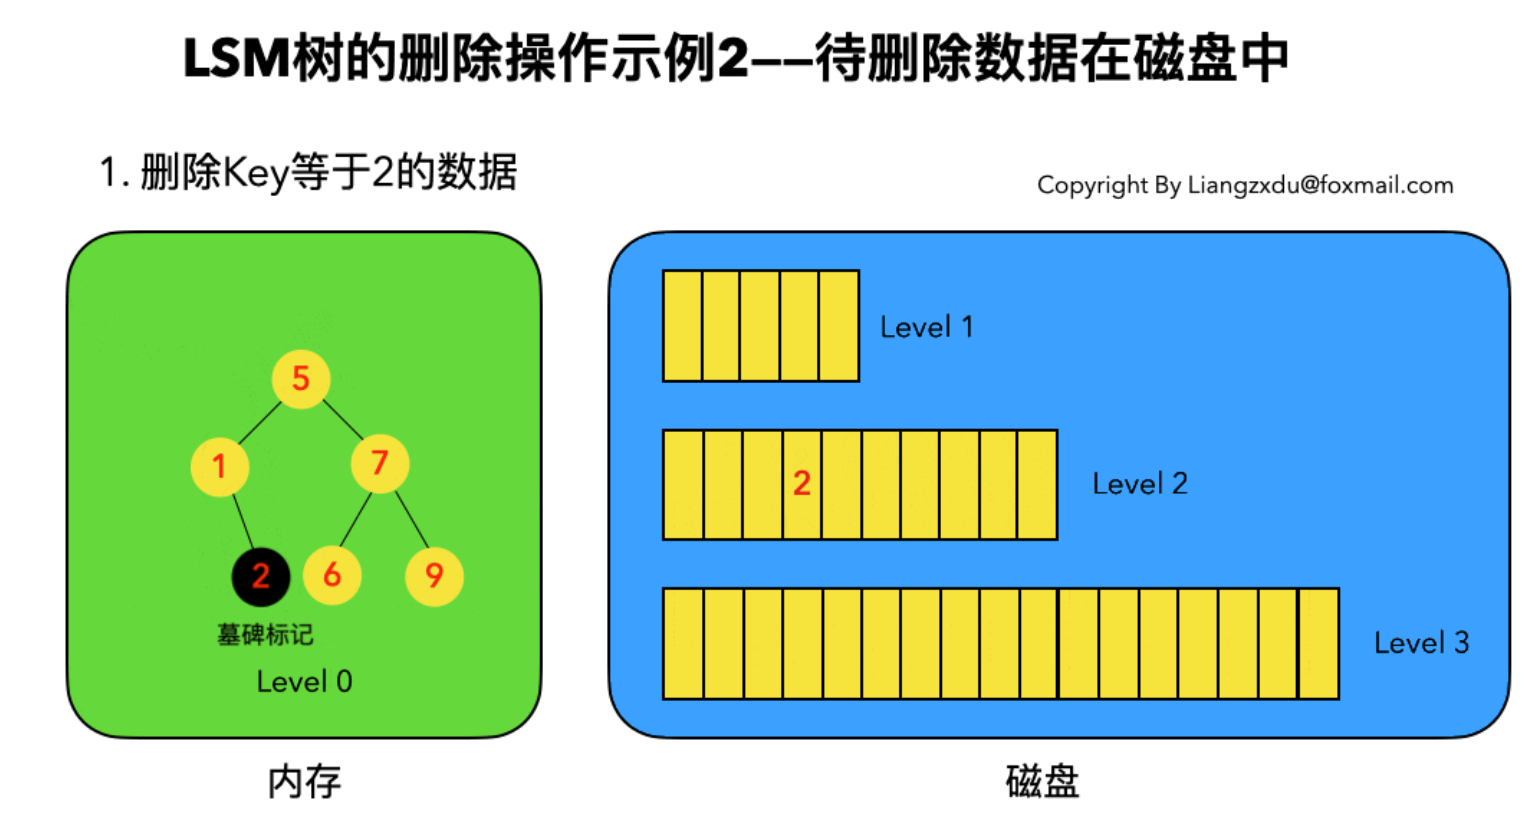 LSM树的删除操作示例2——待删除数据在磁盘中
1. 删除Key等于2的数据
Copyright By Liangzxdu@foxmail.com
5
1
7
2
6
9
墓碑标记
Level 0
内存
Level 1
2
Level 2
Level 3
磁盘